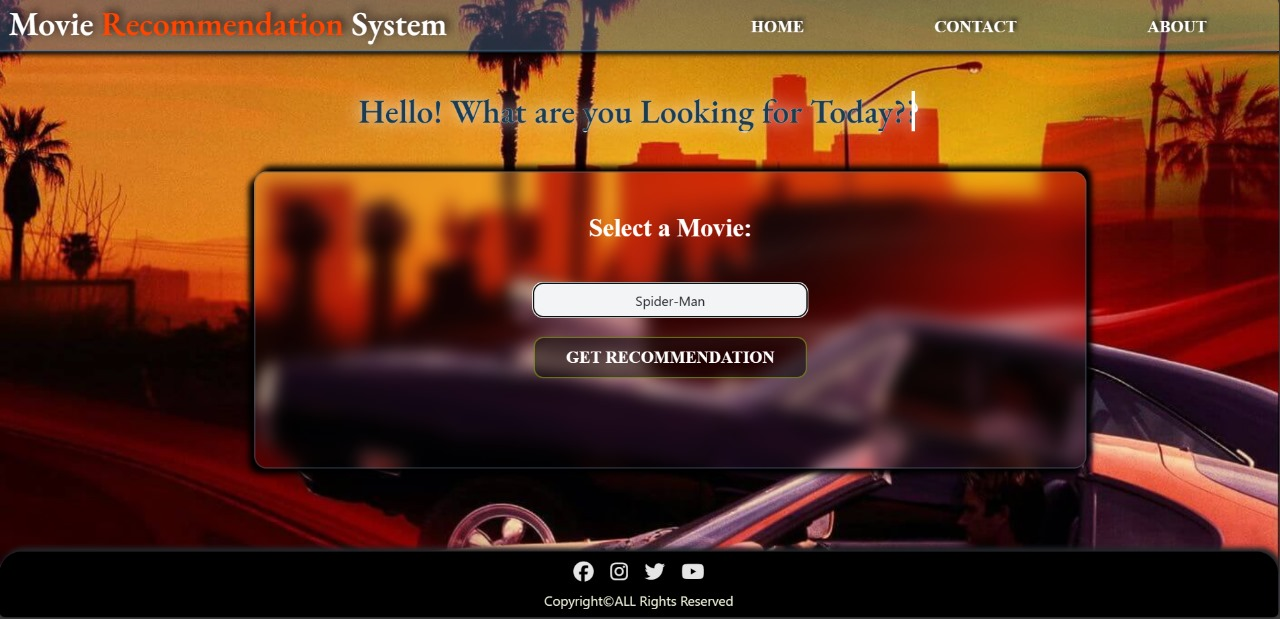 Movie Recommendation System
HOME CONTACT ABOUT
Hello! What are you Looking for Today??
Select a Movie:
Spider-Man
GET RECOMMENDATION
Copyright©ALL Rights Reserved